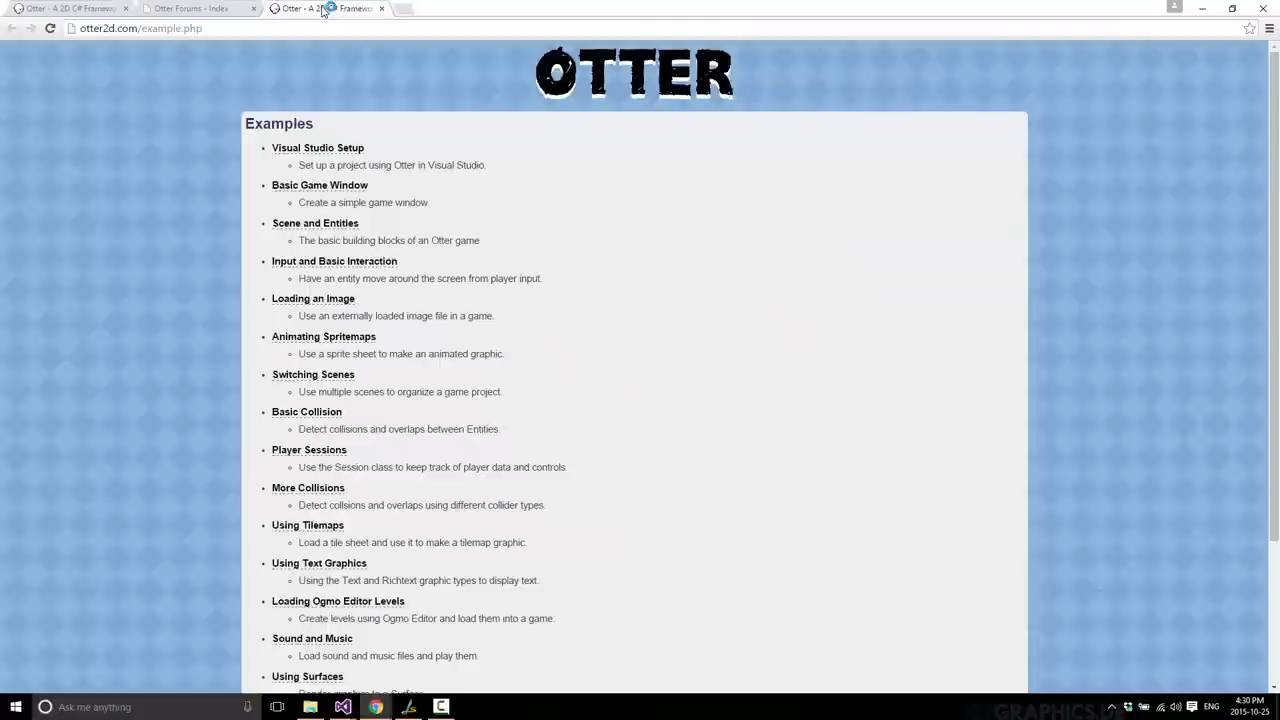 Otter - A 2D C# Framewo
Otter Forums - Index
Otter - A 2D Framewo
otter2d.com/example.php
OTTER
Examples
Visual Studio Setup
Set up a project using Otter in Visual Studio.
Basic Game Window
Create a simple game window.
Scene and Entities
The basic building blocks of an Otter game
Input and Basic Interaction
Have an entity move around the screen from player input.
Loading an Image
Use an externally loaded image file in a game.
Animating Spritemaps
Use a sprite sheet to make an animated graphic.
Switching Scenes
Use multiple scenes to organize a game project.
Basic Collision
Detect collisions and overlaps between Entities.
Player Sessions
Use the Session class to keep track of player data and controls.
More Collisions
Detect collsions and overlaps using different collider types.
Using Tilemaps
Load a tile sheet and use it to make a tilemap graphic.
Using Text Graphics
Using the Text and Richtext graphic types to display text.
Loading Ogmo Editor Levels
Create levels using Ogmo Editor and load them into a game.
Sound and Music
Load sound and music files and play them.
Using Surfaces
Render graphics to a Surface
Ask me anything
ENG
4:30 PM
2015-10-25